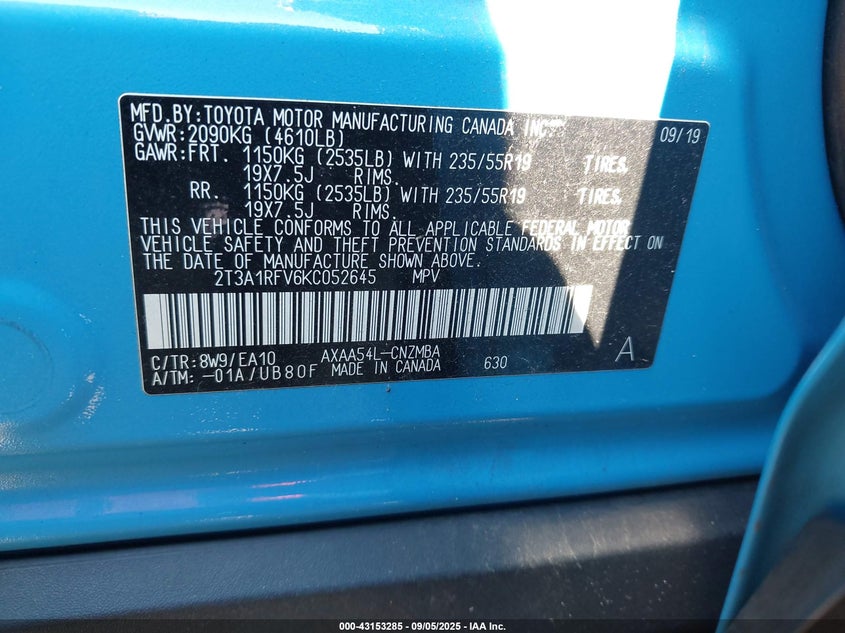 MFD.BY:TOYOTA MOTOR MANUFACTURING CANADA INC. 09/19
GVWR:2090KG (4610LB)
GAWR:FRT. 1150KG (2535LB) WITH 235/55R19 TIRES,
19X7.5J RIMS.
RR. 1150KG (2535LB) WITH 235/55R19 TIRES,
19X7.5J RIMS.
THIS VEHICLE CONFORMS TO ALL APPLICABLE FEDERAL MOTOR
VEHICLE SAFETY AND THEFT PREVENTION STANDARDS IN EFFECT ON
THE DATE OF MANUFACTURE SHOWN ABOVE.
2T3A1RFV6KC052645 MPV
C/TR:8W9/EA10 AXAA54L-CNZMBA A
A/TM:-01A/UB80F MADE IN CANADA 630
000-43153285 - 09/05/2025 - IAA Inc.